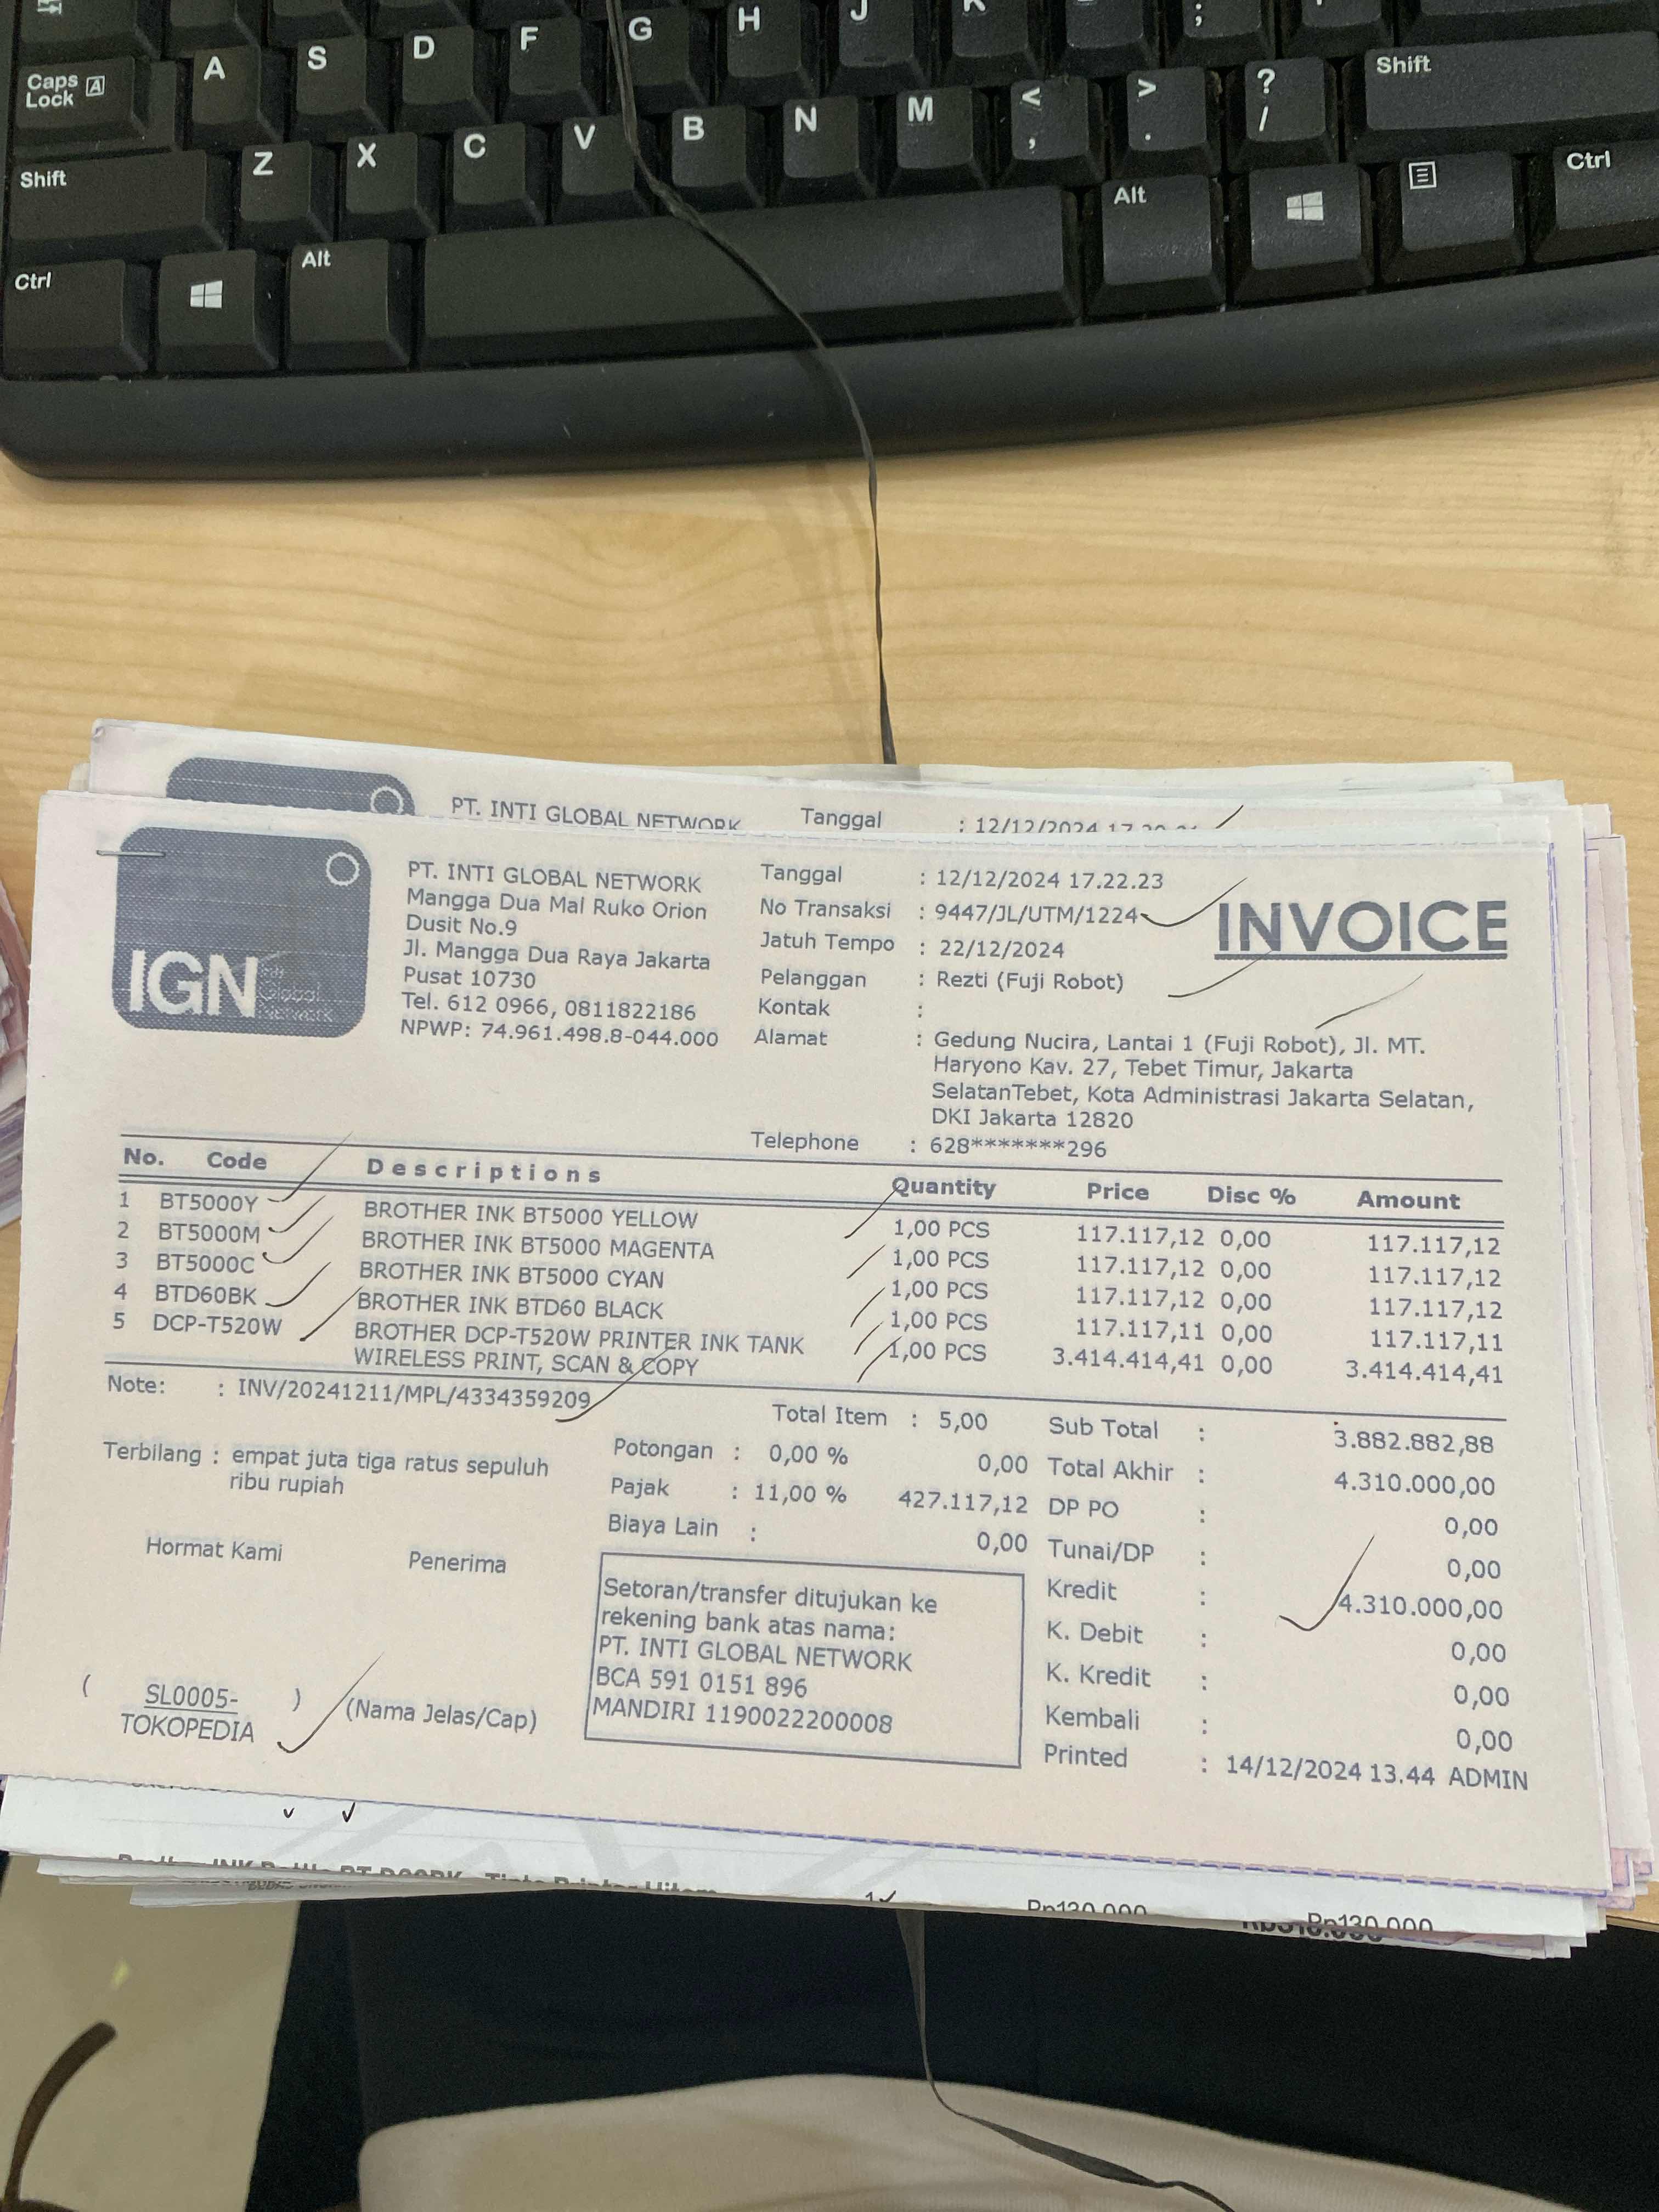 Caps Lock A
A S D F G H J K ;
Shift Z X C V B N M < , > . ? / Shift
Ctrl Alt Alt Ctrl
PT. INTI GLOBAL NETWORK Tanggal : 12/12/2024
IGN
PT. INTI GLOBAL NETWORK
Mangga Dua Mal Ruko Orion
Dusit No.9
Jl. Mangga Dua Raya Jakarta
Pusat 10730
Tel. 612 0966, 0811822186
NPWP: 74.961.498.8-044.000
Tanggal : 12/12/2024 17.22.23
No Transaksi : 9447/JL/UTM/1224
Jatuh Tempo : 22/12/2024
Pelanggan : Rezti (Fuji Robot)
Kontak :
Alamat : Gedung Nucira, Lantai 1 (Fuji Robot), Jl. MT.
Haryono Kav. 27, Tebet Timur, Jakarta
SelatanTebet, Kota Administrasi Jakarta Selatan,
DKI Jakarta 12820
Telephone : 628*******296
INVOICE
No. Code Descriptions Quantity Price Disc % Amount
1 BT5000Y BROTHER INK BT5000 YELLOW 1,00 PCS 117.117,12 0,00 117.117,12
2 BT5000M BROTHER INK BT5000 MAGENTA 1,00 PCS 117.117,12 0,00 117.117,12
3 BT5000C BROTHER INK BT5000 CYAN 1,00 PCS 117.117,12 0,00 117.117,12
4 BTD60BK BROTHER INK BTD60 BLACK 1,00 PCS 117.117,11 0,00 117.117,11
5 DCP-T520W BROTHER DCP-T520W PRINTER INK TANK 1,00 PCS 3.414.414,41 0,00 3.414.414,41
WIRELESS PRINT, SCAN & COPY
Note: : INV/20241211/MPL/4334359209
Terbilang : empat juta tiga ratus sepuluh
ribu rupiah
Hormat Kami Penerima
( SL0005- ) (Nama Jelas/Cap)
TOKOPEDIA
Total Item : 5,00
Potongan : 0,00 % 0,00
Pajak : 11,00 % 427.117,12
Biaya Lain : 0,00
Setoran/transfer ditujukan ke
rekening bank atas nama:
PT. INTI GLOBAL NETWORK
BCA 591 0151 896
MANDIRI 1190022200008
Sub Total : 3.882.882,88
Total Akhir : 4.310.000,00
DP PO : 0,00
Tunai/DP : 0,00
Kredit : 4.310.000,00
K. Debit : 0,00
K. Kredit : 0,00
Kembali : 0,00
Printed : 14/12/2024 13.44 ADMIN
1 Rp130.000 Rp130.000